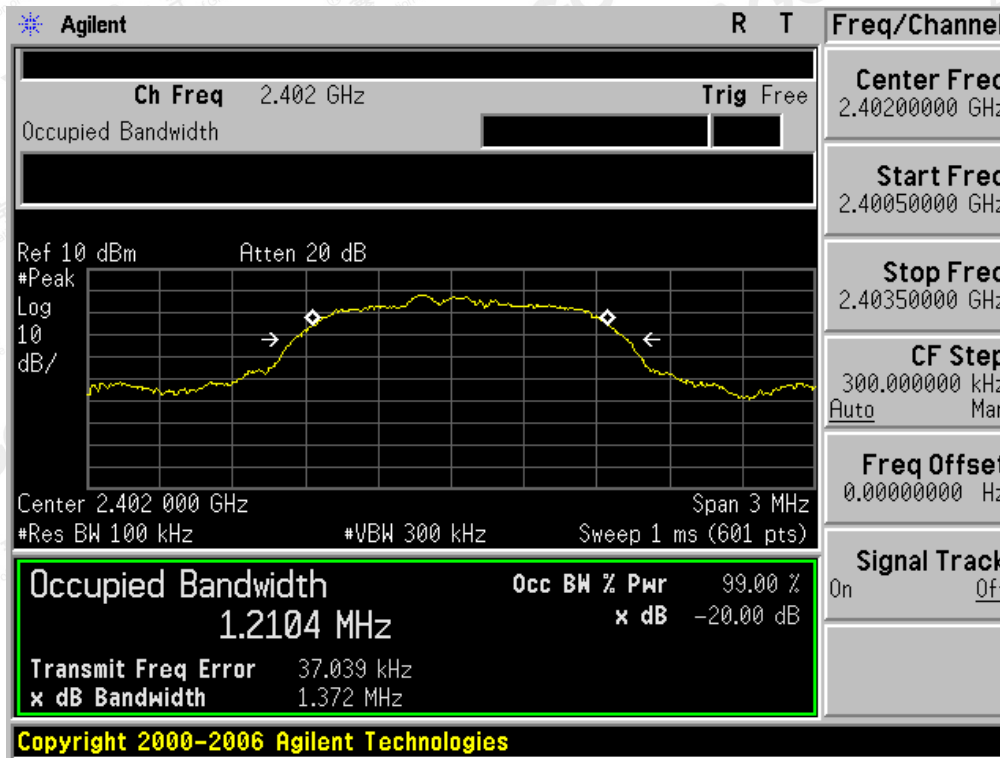 Agilent R T Freq/Channel
Ch Freq 2.402 GHz Trig Free
Occupied Bandwidth
Center Freq
2.40200000 GHz
Start Freq
2.40050000 GHz
Stop Freq
2.40350000 GHz
CF Step
300.000000 kHz
Auto Man
Freq Offset
0.00000000 Hz
Signal Track
On Off
Ref 10 dBm Atten 20 dB
#Peak
Log
10
dB/
Center 2.402 000 GHz Span 3 MHz
#Res BW 100 kHz #VBW 300 kHz Sweep 1 ms (601 pts)
Occupied Bandwidth Occ BW % Pwr 99.00 %
1.2104 MHz x dB -20.00 dB
Transmit Freq Error 37.039 kHz
x dB Bandwidth 1.372 MHz
Copyright 2000-2006 Agilent Technologies